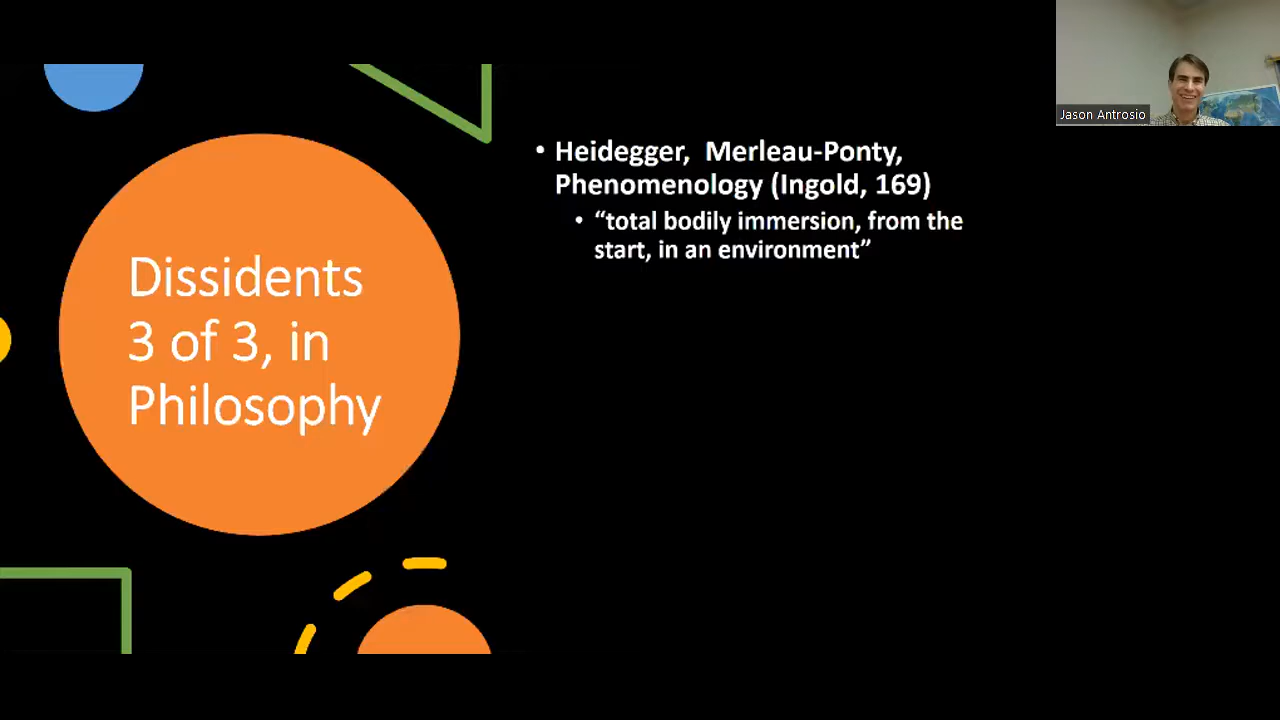 Jason Antrosio
Dissidents
3 of 3, in
Philosophy
• Heidegger, Merleau-Ponty,
Phenomenology (Ingold, 169)
• “total bodily immersion, from the
start, in an environment”